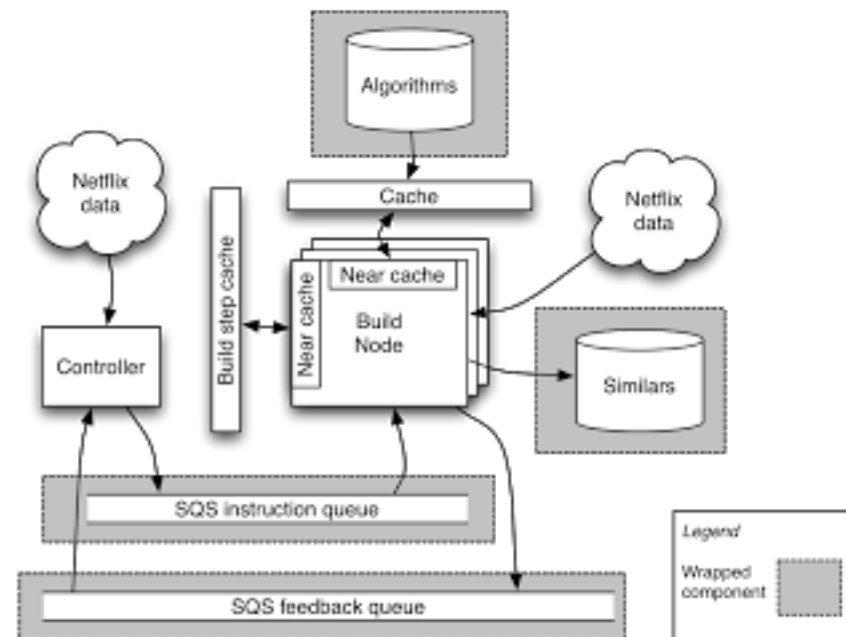 Algorithms
Netflix
data
Cache
Netflix
data
Build step cache
Near cache
Near cache
Build
Node
Controller
Similars
SQS instruction queue
SQS feedback queue
Legend
Wrapped
component